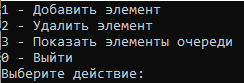 1 - Добавить элемент
2 - Удалить элемент
3 - Показать элементы очереди
0 - Выйти
Выберите действие: